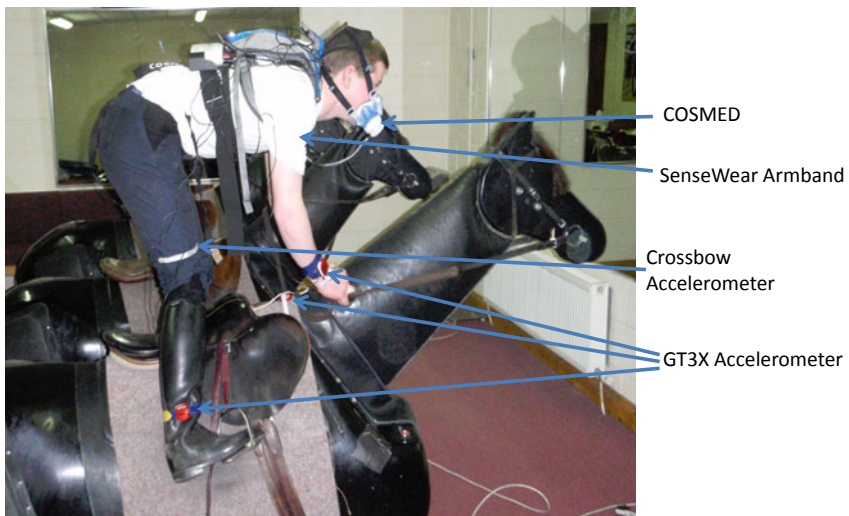 COSMED
SenseWear Armband
Crossbow
Accelerometer
GT3X Accelerometer